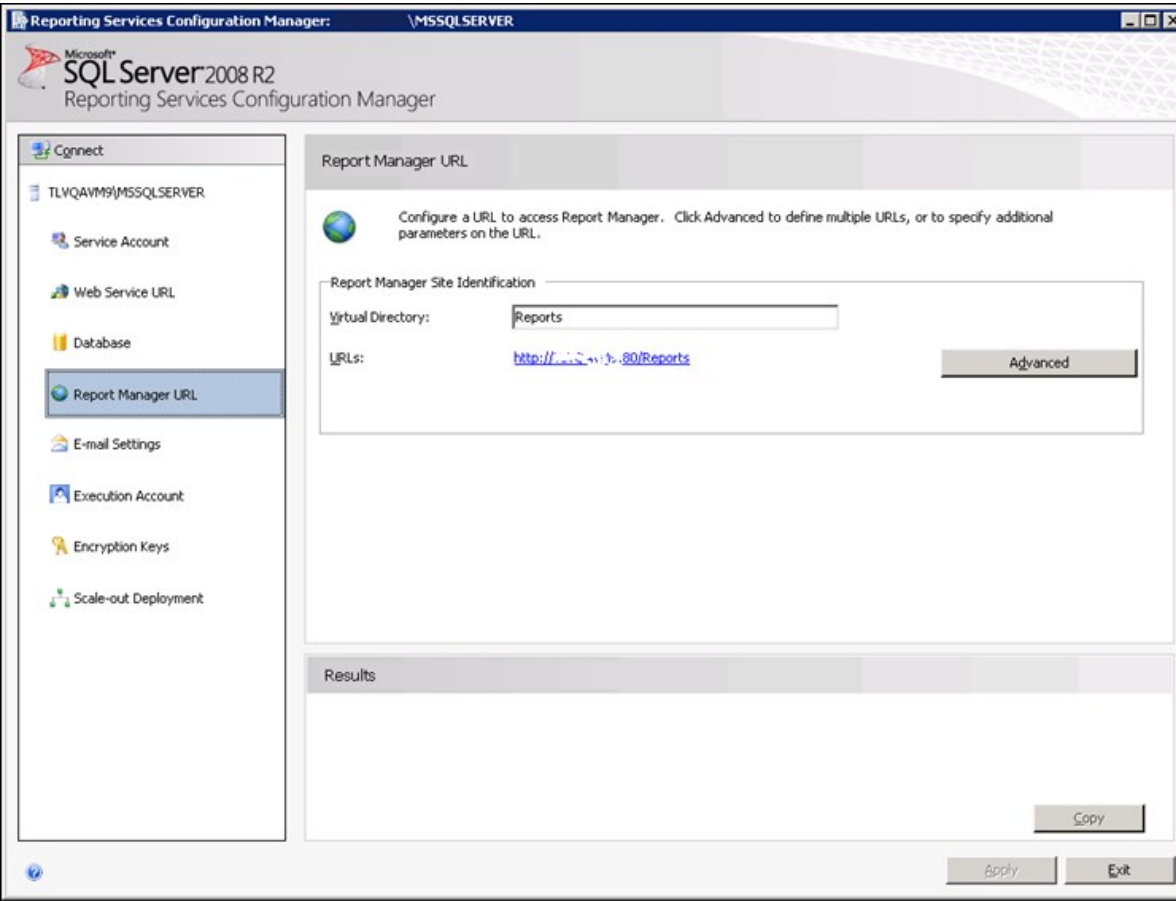 Reporting Services Configuration Manager: \MSSQLSERVER
Microsoft®
SQL Server® 2008 R2
Reporting Services Configuration Manager
Connect
TLVQAVM9\MSSQLSERVER
Service Account
Web Service URL
Database
Report Manager URL
E-mail Settings
Execution Account
Encryption Keys
Scale-out Deployment
Report Manager URL
Configure a URL to access Report Manager. Click Advanced to define multiple URLs, or to specify additional
parameters on the URL.
Report Manager Site Identification
Virtual Directory: Reports
URLs: http:// :80/Reports
Advanced
Results
Copy
Apply
Exit